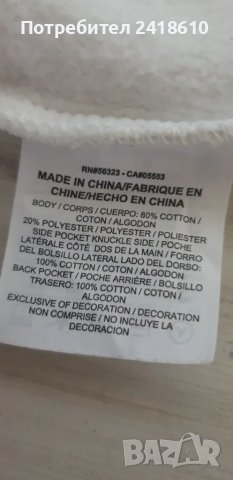 Потребител 2418610
RN#56323 - CA#05553
MADE IN CHINA/FABRIQUE EN
CHINE/HECHO EN CHINA
BODY / CORPS / CUERPO: 80% COTTON /
COTON / ALGODON
20% POLYESTER / POLYESTER / POLIESTER
SIDE POCKET KNUCKLE SIDE / POCHE
LATERÂLE CÔTÉ DOS DE LA MAIN / FORRO
DEL BOLSILLO LATERAL LADO DEL DORSO:
100% COTTON / COTON / ALGODON
BACK POCKET / POCHE ARRIÈRE / BOLSILLO
TRASERO: 100% COTTON / COTON /
ALGODON
EXCLUSIVE OF DECORATION / DECORATION
NON COMPRISE / NO INCLUYE LA
DECORACION
BAZAR